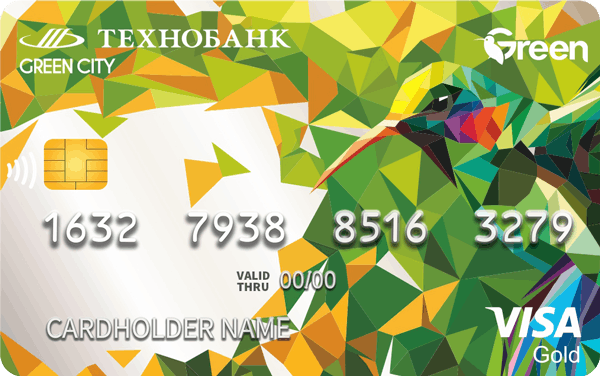 ТЕХНОБАНК
GREEN CITY
Green
1632 7938 8516 3279
VALID THRU 00/00
CARDHOLDER NAME
VISA
Gold